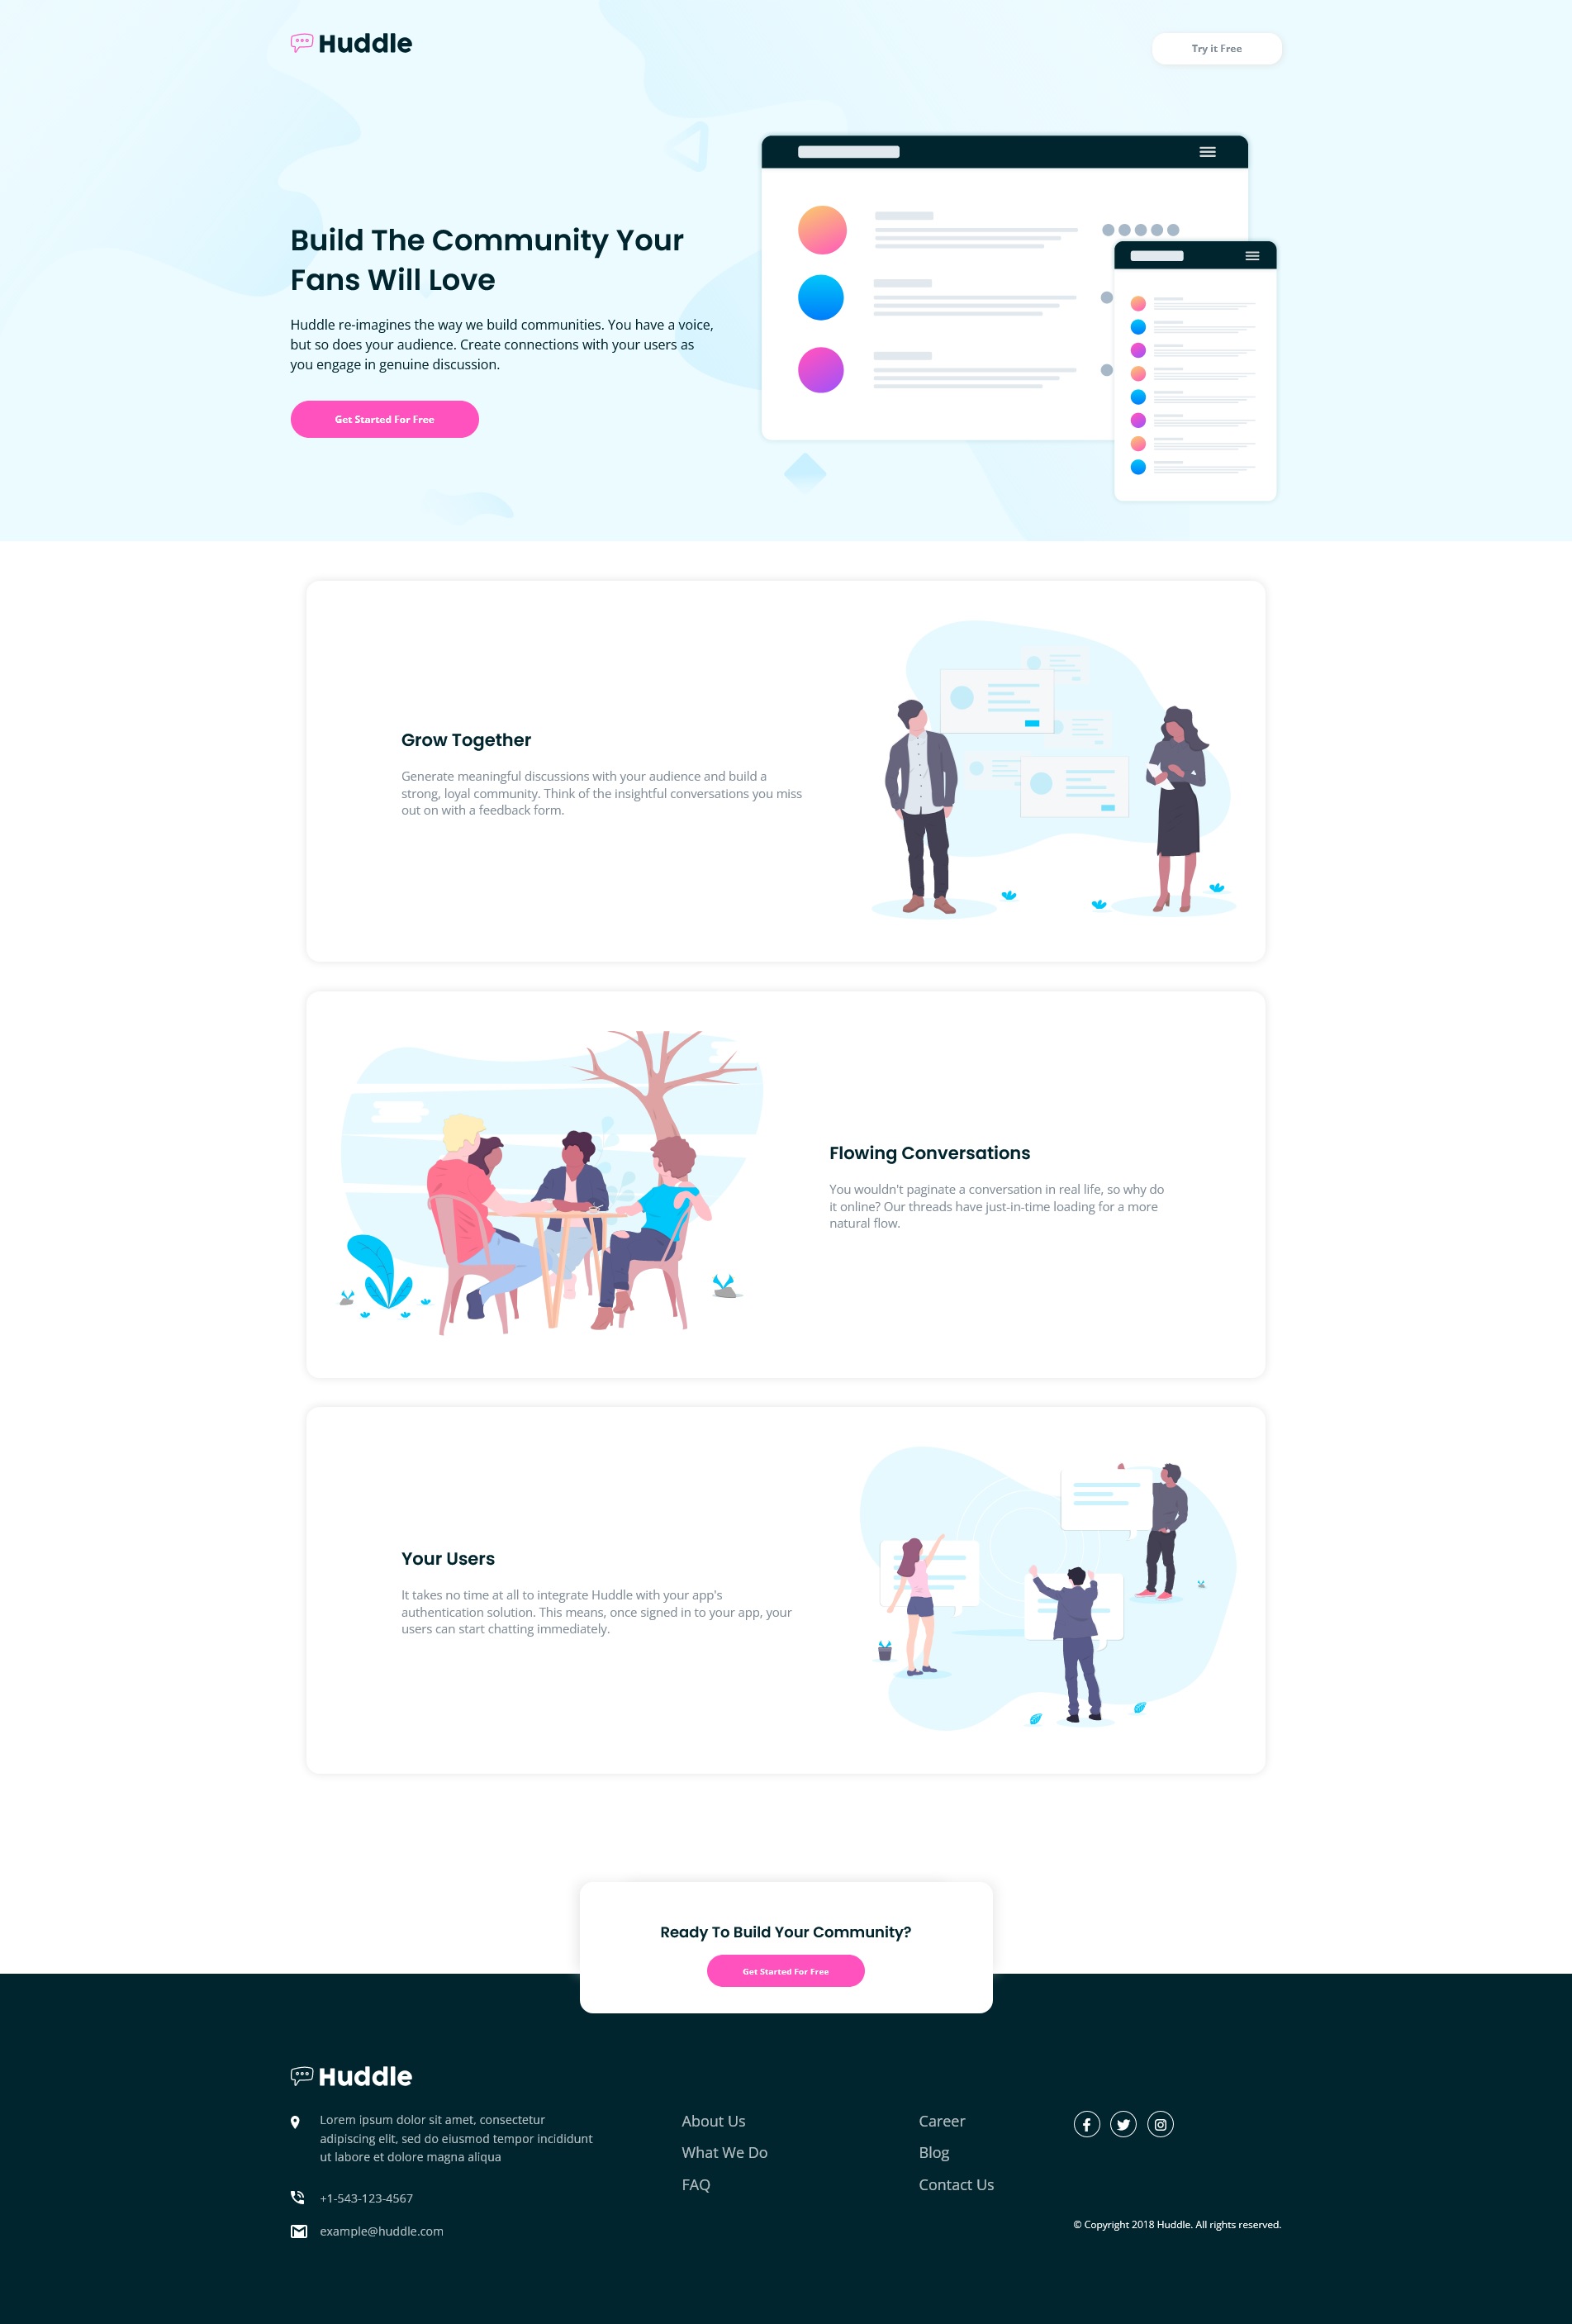 Huddle
Try it Free
Build The Community Your
Fans Will Love
Huddle re-imagines the way we build communities. You have a voice,
but so does your audience. Create connections with your users as
you engage in genuine discussion.
Get Started For Free
Grow Together
Generate meaningful discussions with your audience and build a
strong, loyal community. Think of the insightful conversations you miss
out on with a feedback form.
Flowing Conversations
You wouldn't paginate a conversation in real life, so why do
it online? Our threads have just-in-time loading for a more
natural flow.
Your Users
It takes no time at all to integrate Huddle with your app's
authentication solution. This means, once signed in to your app, your
users can start chatting immediately.
Ready To Build Your Community?
Get Started For Free
Huddle
Lorem ipsum dolor sit amet, consectetur
adipiscing elit, sed do eiusmod tempor incididunt
ut labore et dolore magna aliqua
+1-543-123-4567
example@huddle.com
About Us
What We Do
FAQ
Career
Blog
Contact Us
© Copyright 2018 Huddle. All rights reserved.